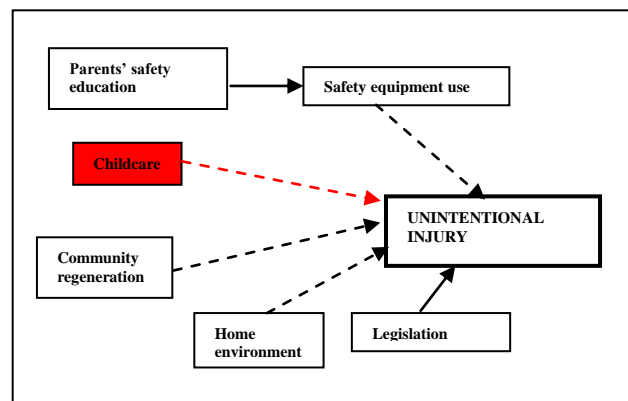 Parents’ safety
education
Safety equipment use
Childcare
UNINTENTIONAL
INJURY
Community
regeneration
Home
environment
Legislation